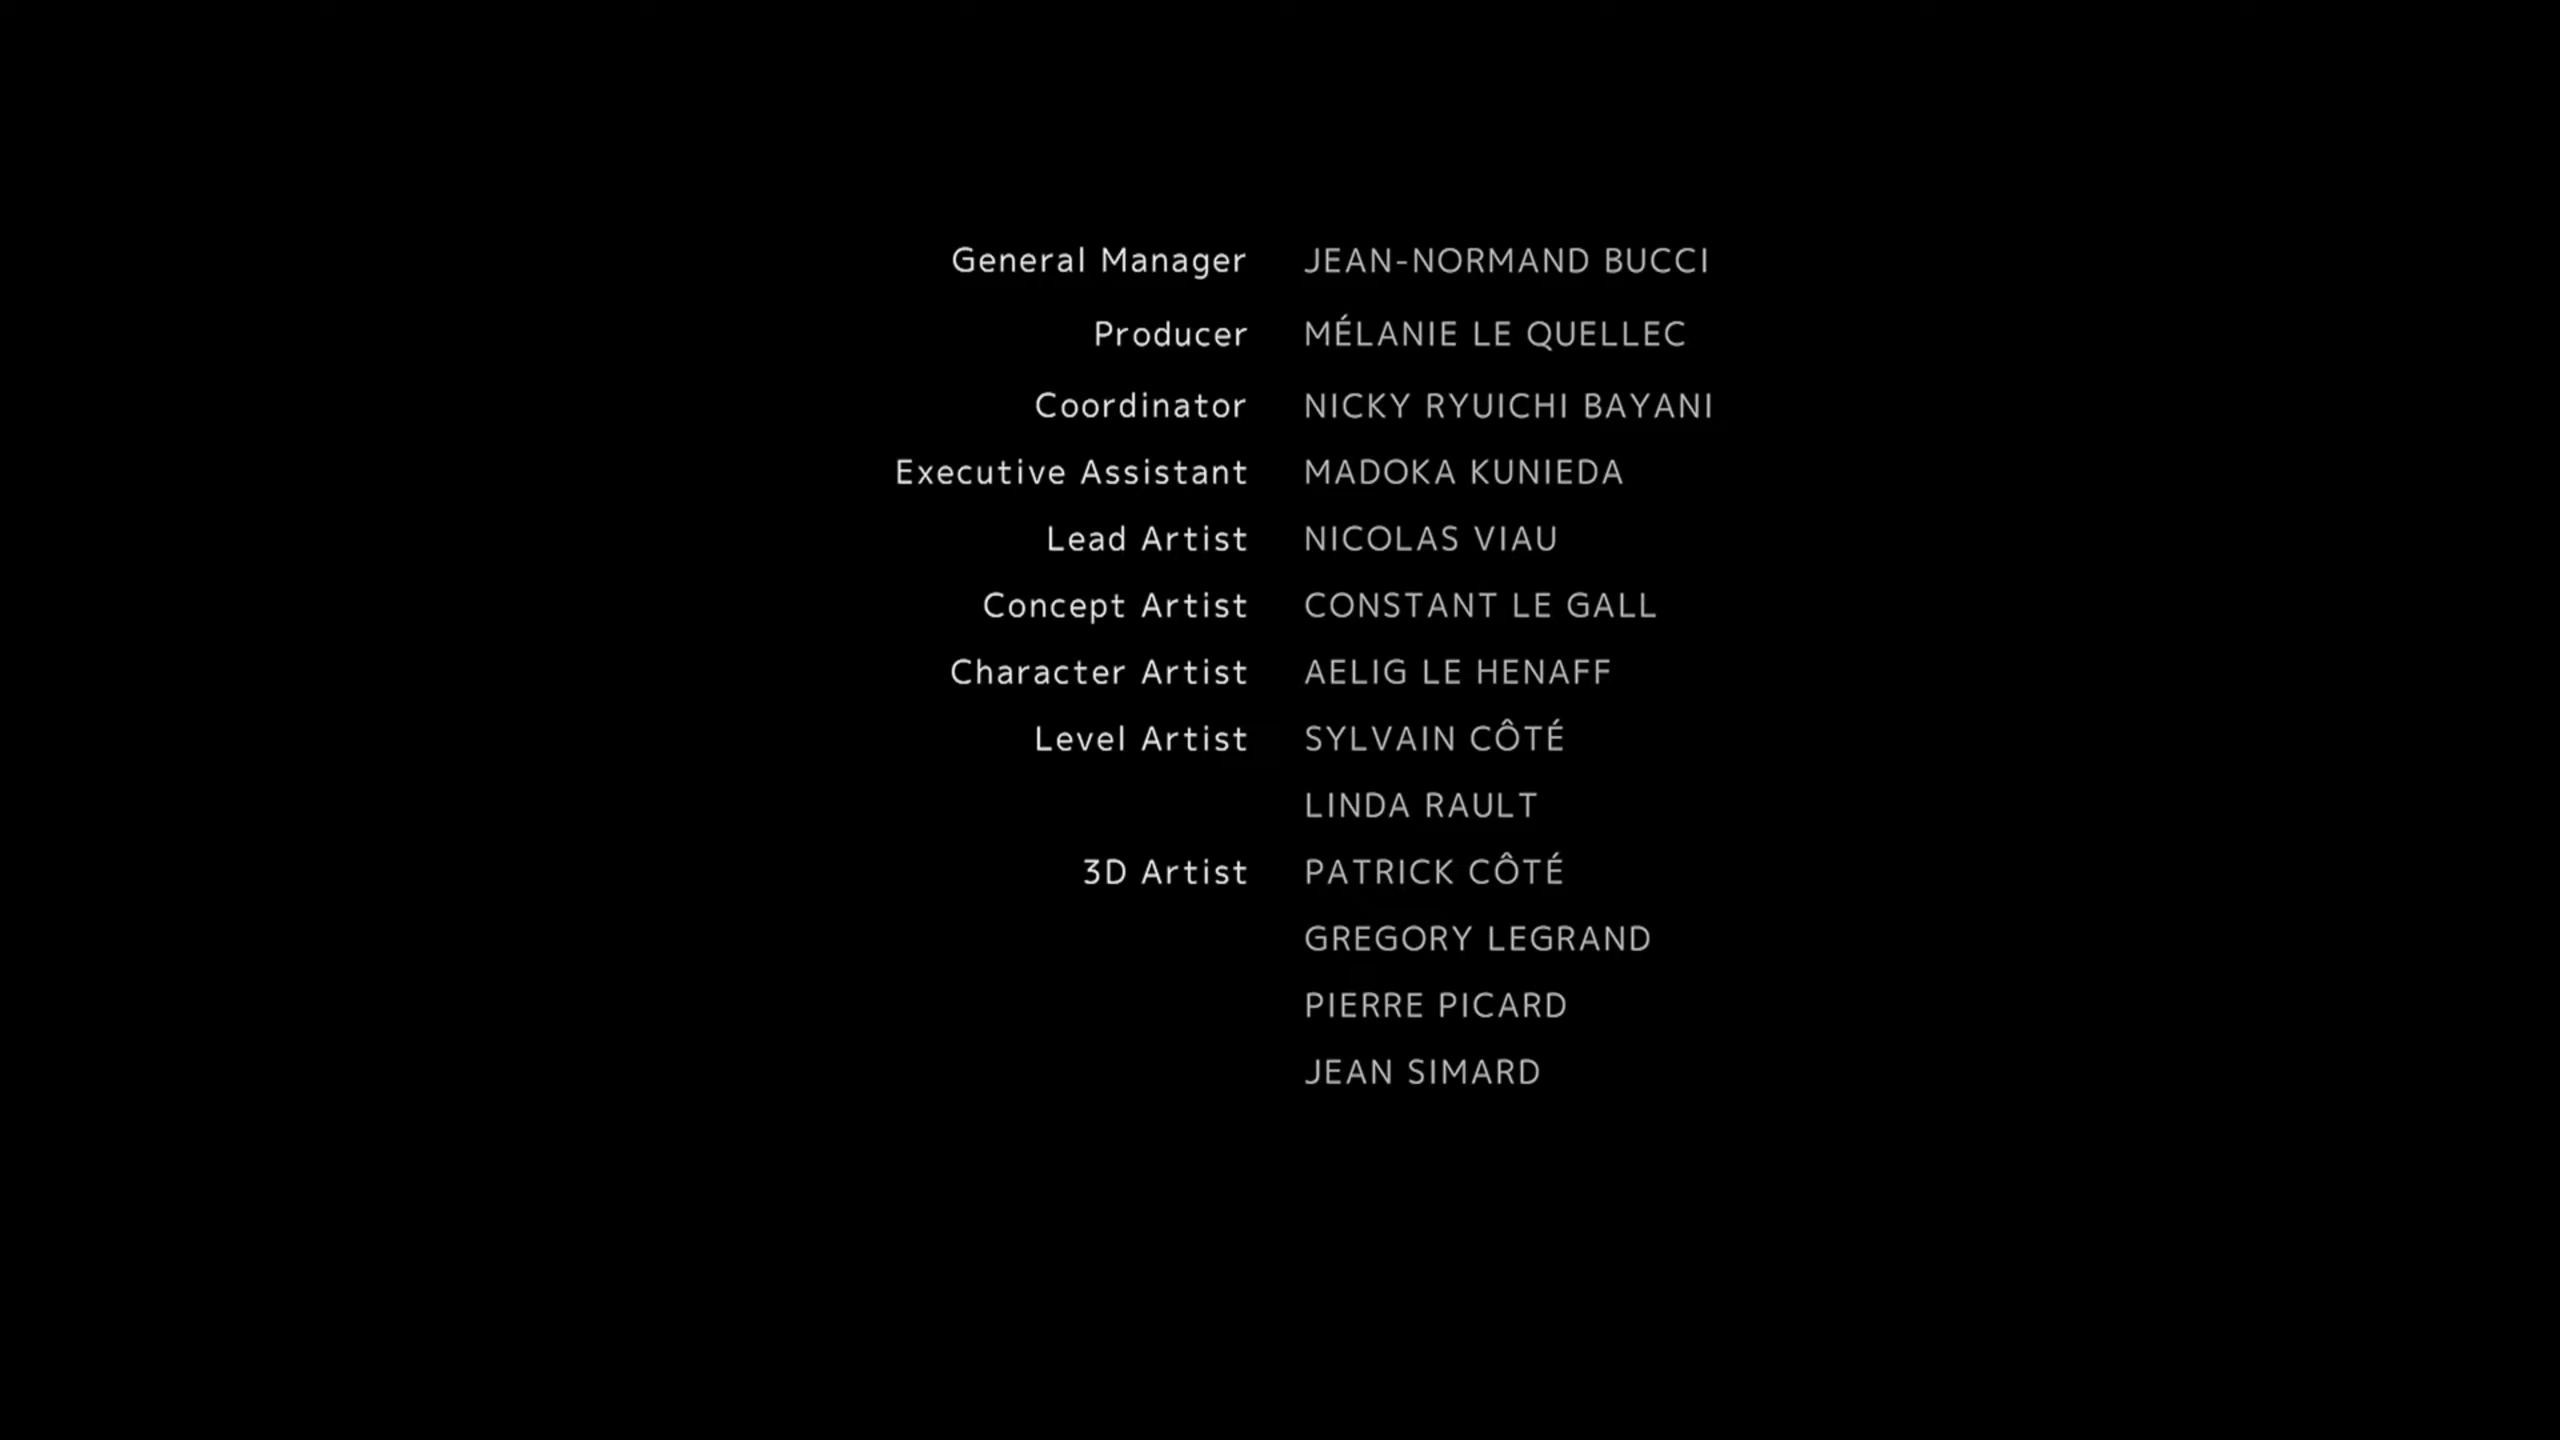 General Manager JEAN-NORMAND BUCCI
Producer MÉLANIE LE QUELLEC
Coordinator NICKY RYUICHI BAYANI
Executive Assistant MADOKA KUNIEDA
Lead Artist NICOLAS VIAU
Concept Artist CONSTANT LE GALL
Character Artist AELIG LE HENAFF
Level Artist SYLVAIN CÔTÉ
LINDA RAULT
3D Artist PATRICK CÔTÉ
GREGORY LEGRAND
PIERRE PICARD
JEAN SIMARD